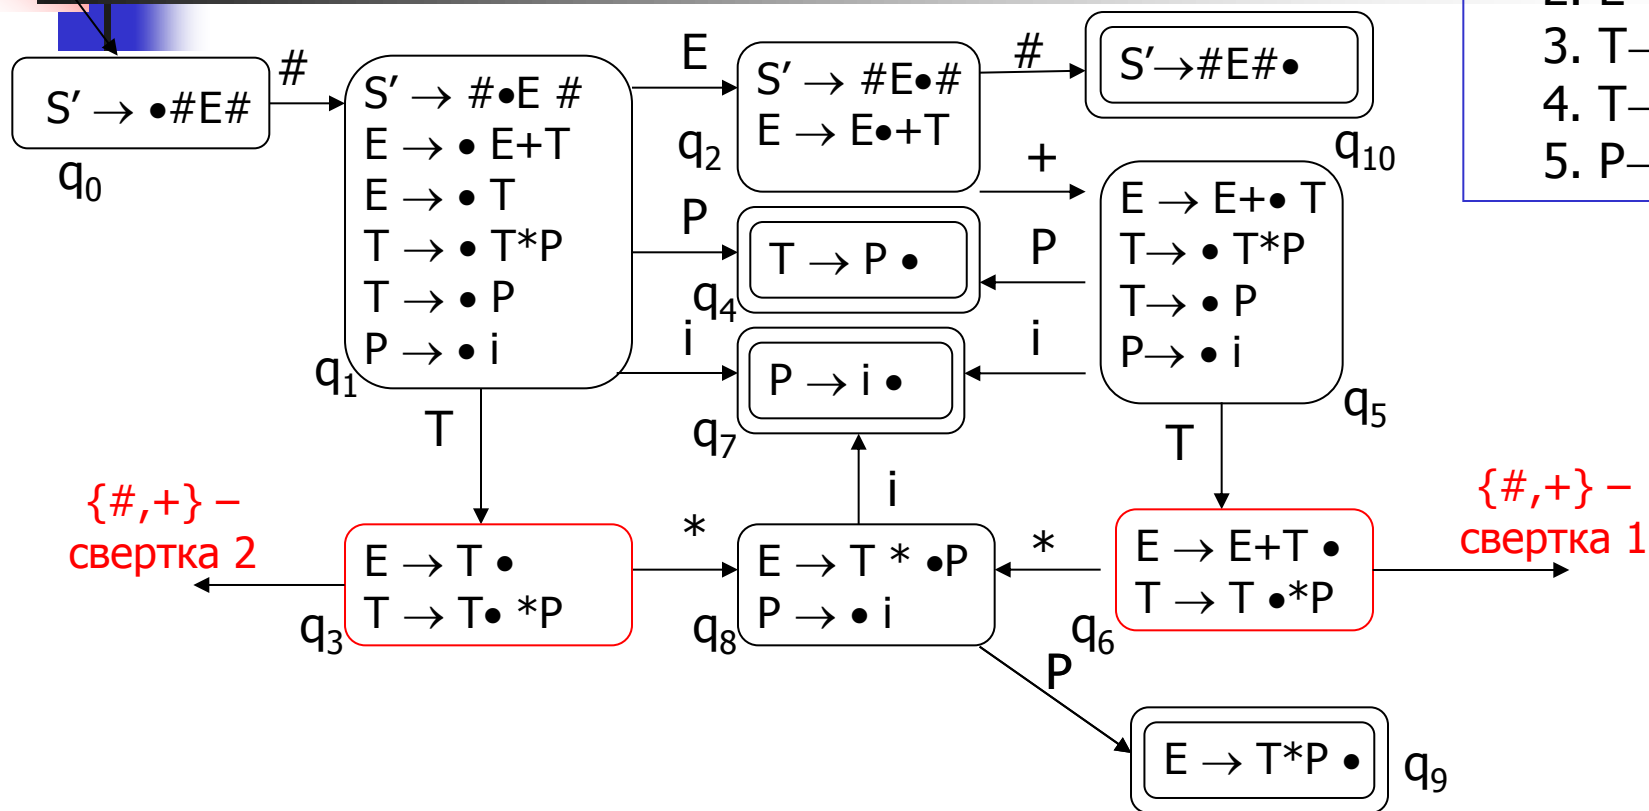 S′ → •#E#
q0
#
S′ → #•E #
E → • E+T
E → • T
T → • T*P
T → • P
P → • i
q1
E
S′ → #E•#
E → E•+T
q2
#
S′→#E#•
q10
3. T–
4. T–
5. P–
+
P
T → P •
q4
P
E → E+• T
T→ • T*P
T→ • P
P→ • i
q5
i
P → i •
q7
i
T
i
T
{#,+} –
свертка 2
E → T •
T → T• *P
q3
*
E → T * •P
P → • i
q8
*
E → E+T •
T → T •*P
q6
{#,+} –
свертка 1
P
E → T*P •
q9